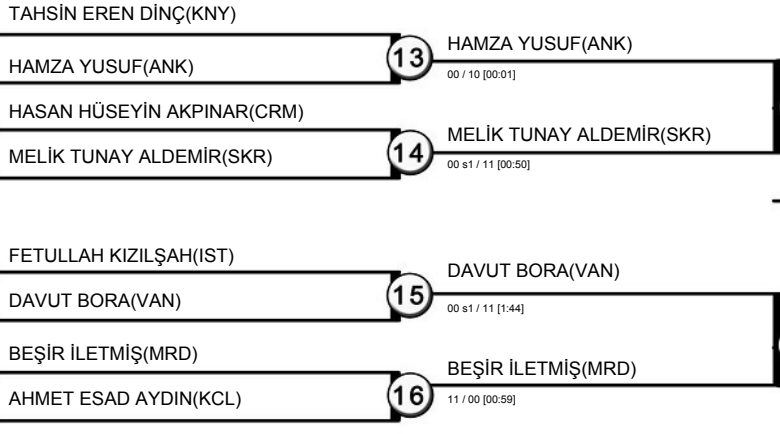 TAHSİN EREN DİNÇ(KNY)
HAMZA YUSUF(ANK)
13
HAMZA YUSUF(ANK)
00 / 10 [00:01]
HASAN HÜSEYİN AKPINAR(CRM)
MELİK TUNAY ALDEMİR(SKR)
14
MELİK TUNAY ALDEMİR(SKR)
00 s1 / 11 [00:50]
FETULLAH KIZILŞAH(IST)
DAVUT BORA(VAN)
15
DAVUT BORA(VAN)
00 s1 / 11 [1:44]
BEŞİR İLETMİŞ(MRD)
AHMET ESAD AYDIN(KCL)
16
BEŞİR İLETMİŞ(MRD)
11 / 00 [00:59]